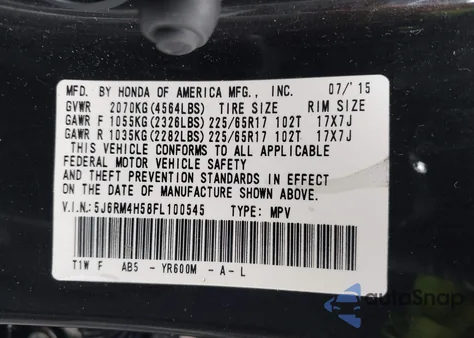 MFD. BY HONDA OF AMERICA MFG., INC. 07/'15
GVWR 2070KG(4564LBS) TIRE SIZE RIM SIZE
GAWR F 1055KG(2326LBS) 225/65R17 102T 17X7J
GAWR R 1035KG(2282LBS) 225/65R17 102T 17X7J
THIS VEHICLE CONFORMS TO ALL APPLICABLE
FEDERAL MOTOR VEHICLE SAFETY
AND THEFT PREVENTION STANDARDS IN EFFECT
ON THE DATE OF MANUFACTURE SHOWN ABOVE.
V.I.N.: 5J6RM4H58FL100545 TYPE: MPV
T1W F AB5 - YR600M - A - L
AutoSnap